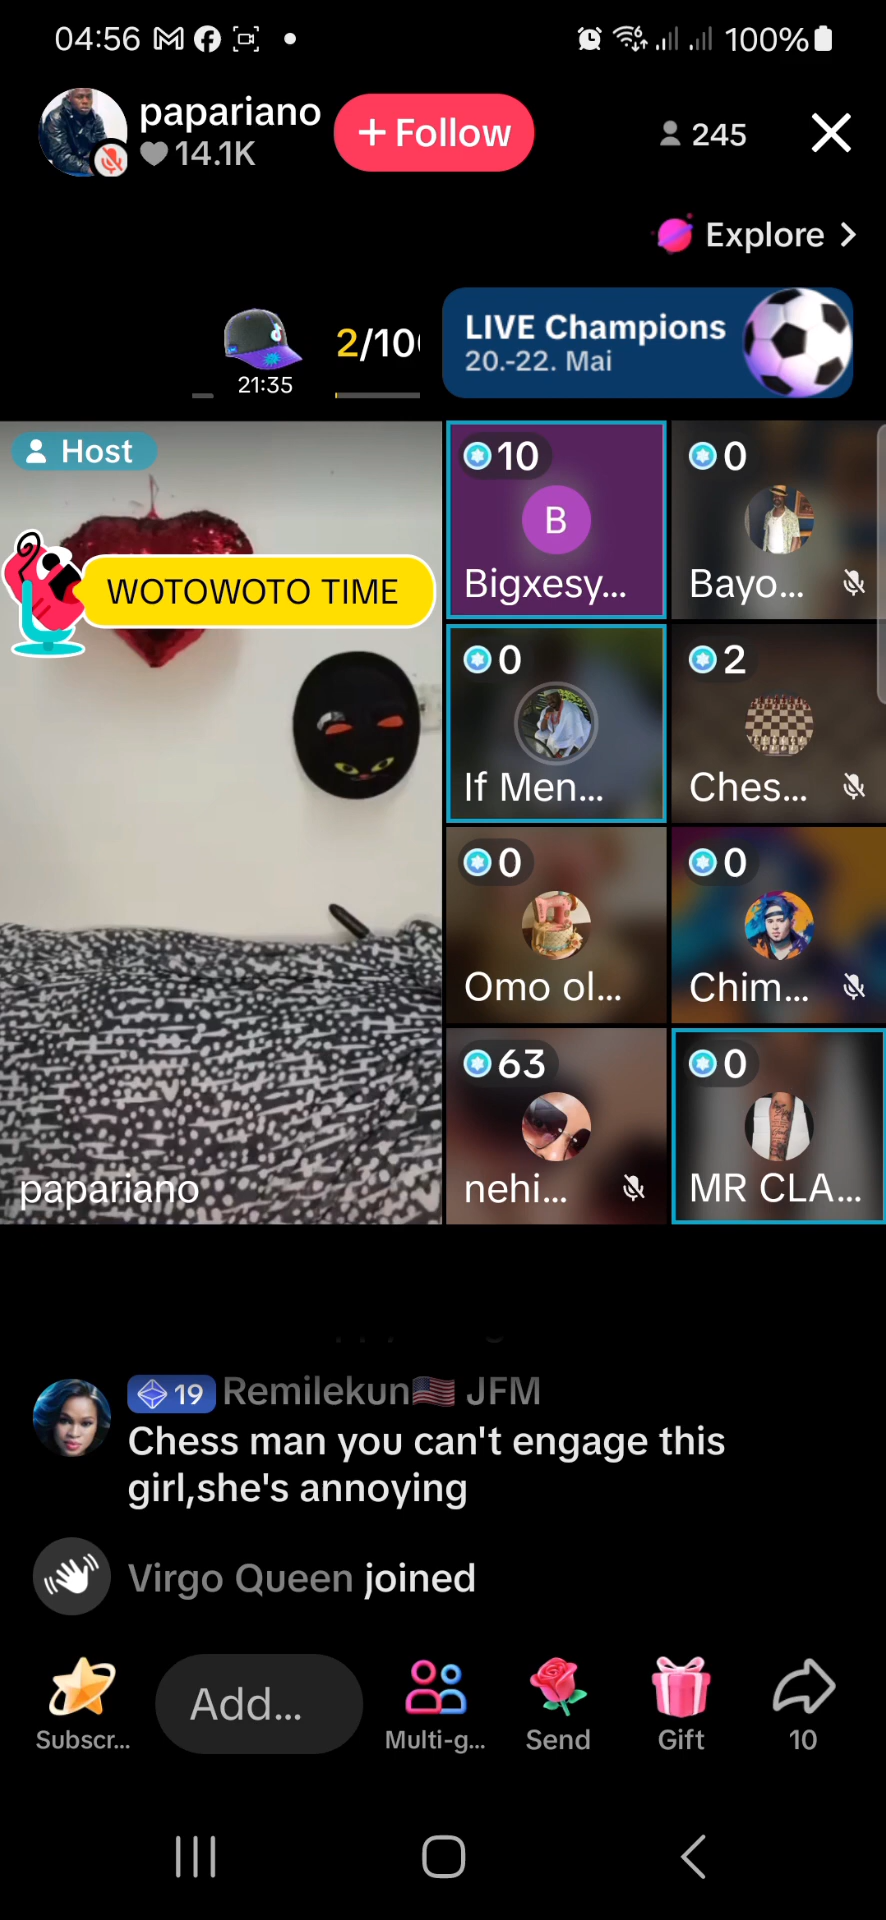 04:56
100%
papariano
14.1K
+ Follow
245
Explore
21:35
2/10
LIVE Champions
20.-22. Mai
Host
WOTOWOTO TIME
papariano
10
B
Bigxesy...
0
Bayo...
0
If Men...
2
Ches...
0
Omo ol...
0
Chim...
63
nehi...
0
MR CLA...
19 Remilekun🇺🇸 JFM
Chess man you can't engage this
girl,she's annoying
Virgo Queen joined
Subscr...
Add...
Multi-g...
Send
Gift
10